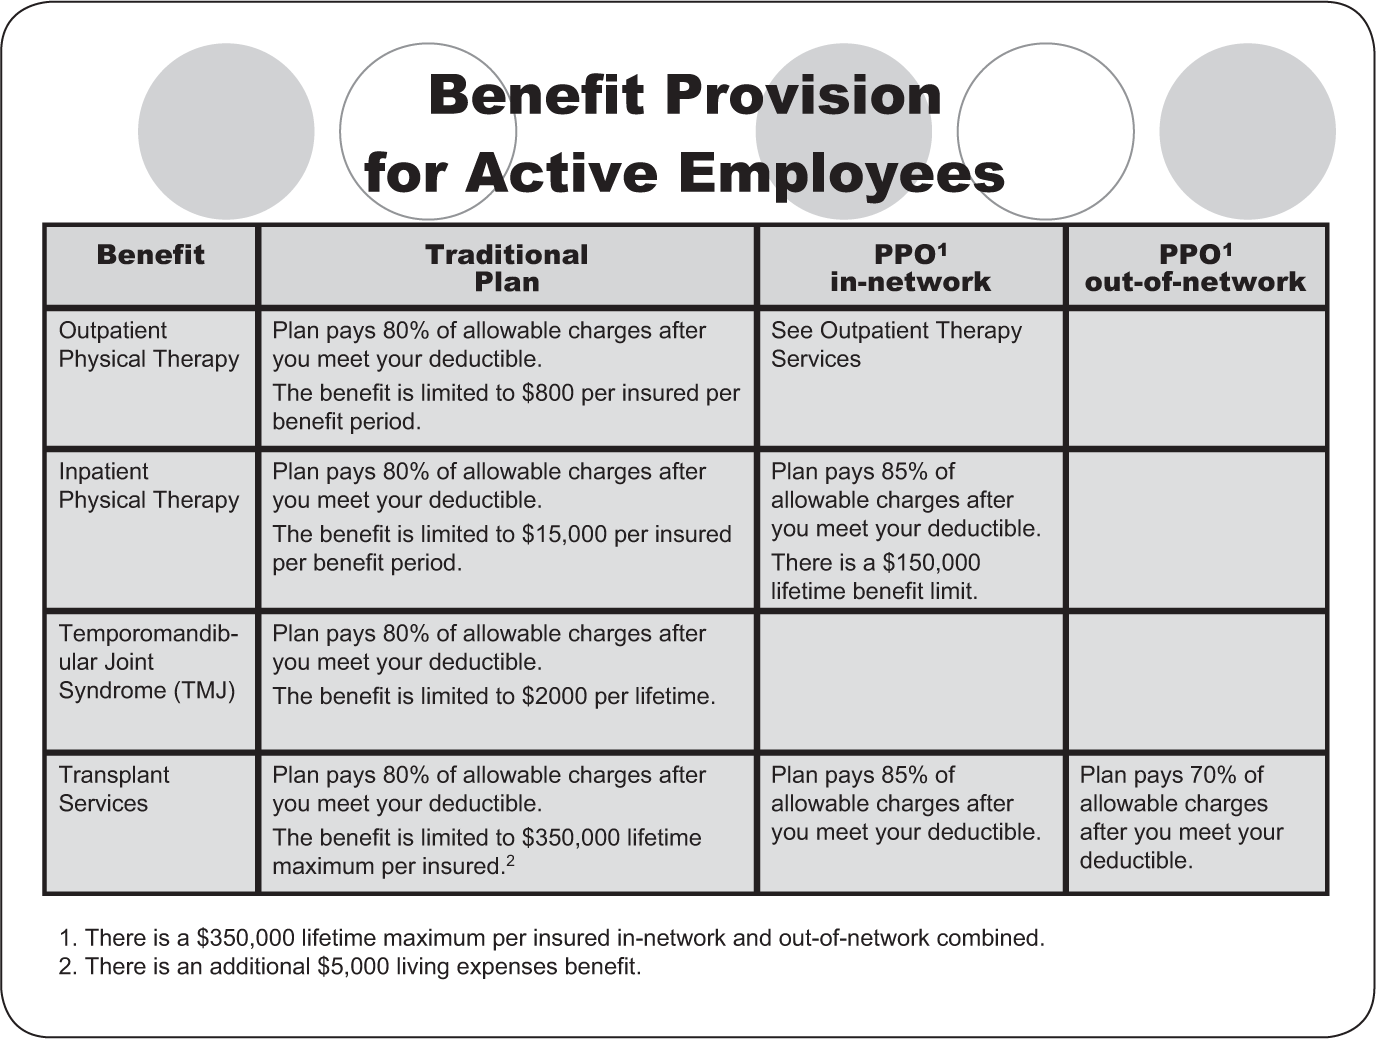 Benefit Provision
for Active Employees
Benefit
Traditional
Plan
PPO¹
in-network
PPO¹
out-of-network
Outpatient
Physical Therapy
Plan pays 80% of allowable charges after
you meet your deductible.
The benefit is limited to $800 per insured per
benefit period.
See Outpatient Therapy
Services
Inpatient
Physical Therapy
Plan pays 80% of allowable charges after
you meet your deductible.
The benefit is limited to $15,000 per insured
per benefit period.
Plan pays 85% of
allowable charges after
you meet your deductible.
There is a $150,000
lifetime benefit limit.
Temporomandib-
ular Joint
Syndrome (TMJ)
Plan pays 80% of allowable charges after
you meet your deductible.
The benefit is limited to $2000 per lifetime.
Transplant
Services
Plan pays 80% of allowable charges after
you meet your deductible.
The benefit is limited to $350,000 lifetime
maximum per insured.²
Plan pays 85% of
allowable charges after
you meet your deductible.
Plan pays 70% of
allowable charges
after you meet your
deductible.
1. There is a $350,000 lifetime maximum per insured in-network and out-of-network combined.
2. There is an additional $5,000 living expenses benefit.